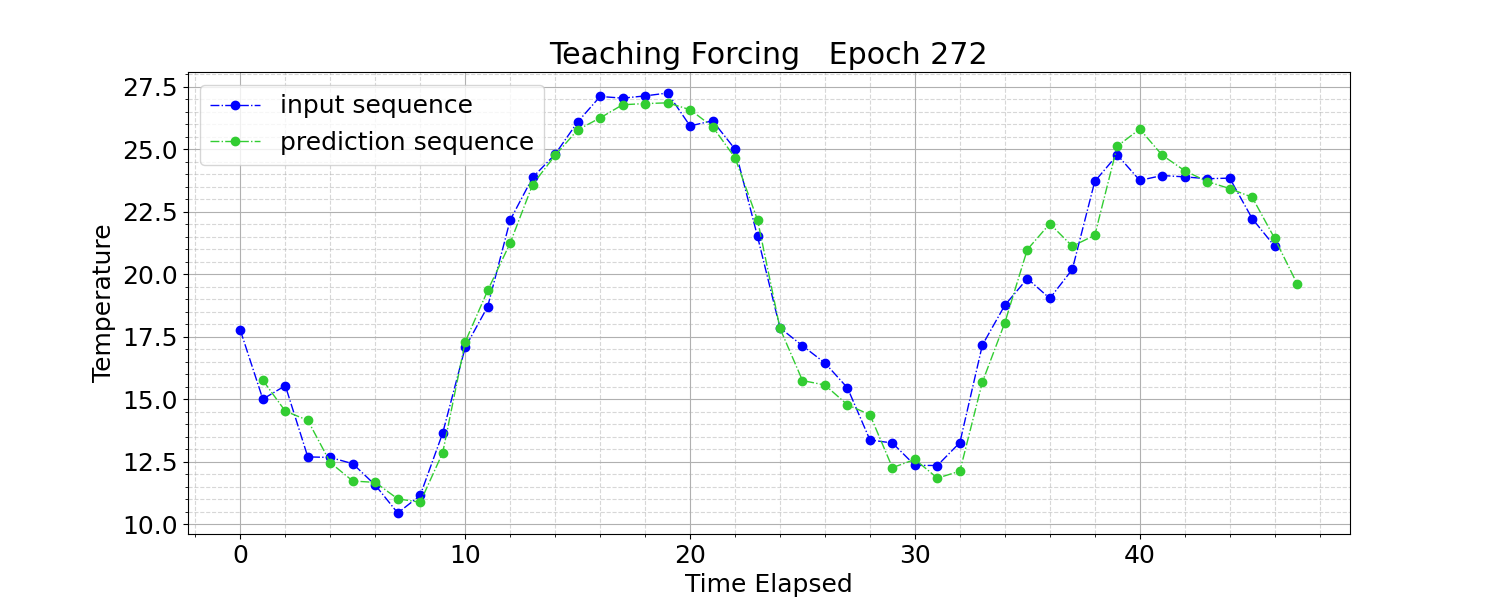 Teaching Forcing   Epoch 272
input sequence
prediction sequence
27.5
25.0
22.5
20.0
17.5
15.0
12.5
10.0
Temperature
0 10 20 30 40
Time Elapsed